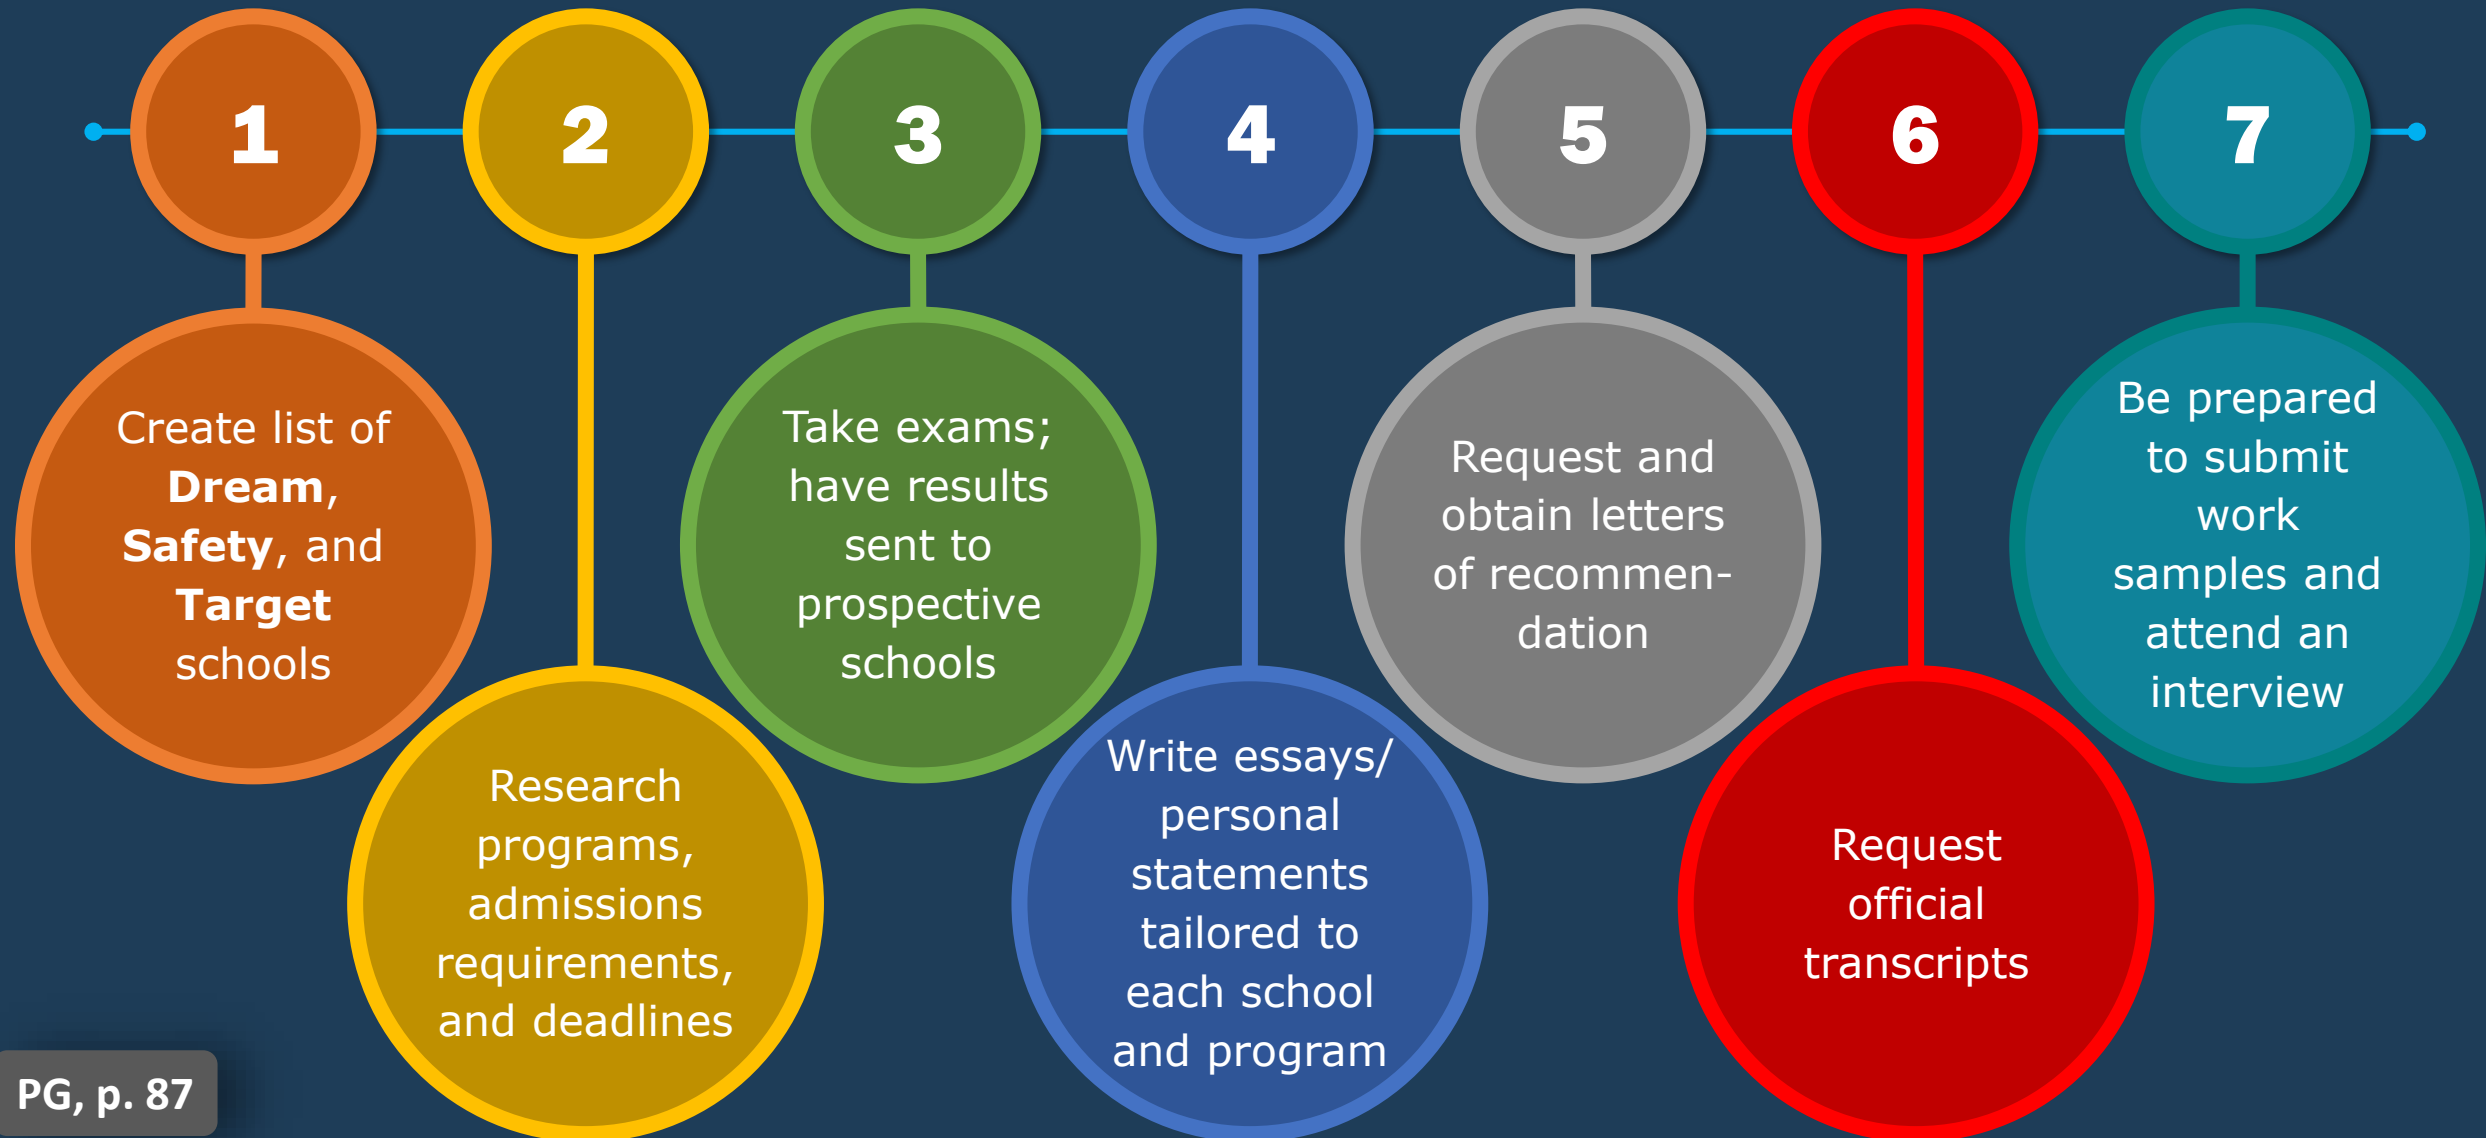 1
2
3
4
5
6
7
Create list of
Dream,
Safety, and
Target
schools
Research
programs,
admissions
requirements,
and deadlines
Take exams;
have results
sent to
prospective
schools
Write essays/
personal
statements
tailored to
each school
and program
Request and
obtain letters
of recommen-
dation
Request
official
transcripts
Be prepared
to submit
work
samples and
attend an
interview
PG, p. 87